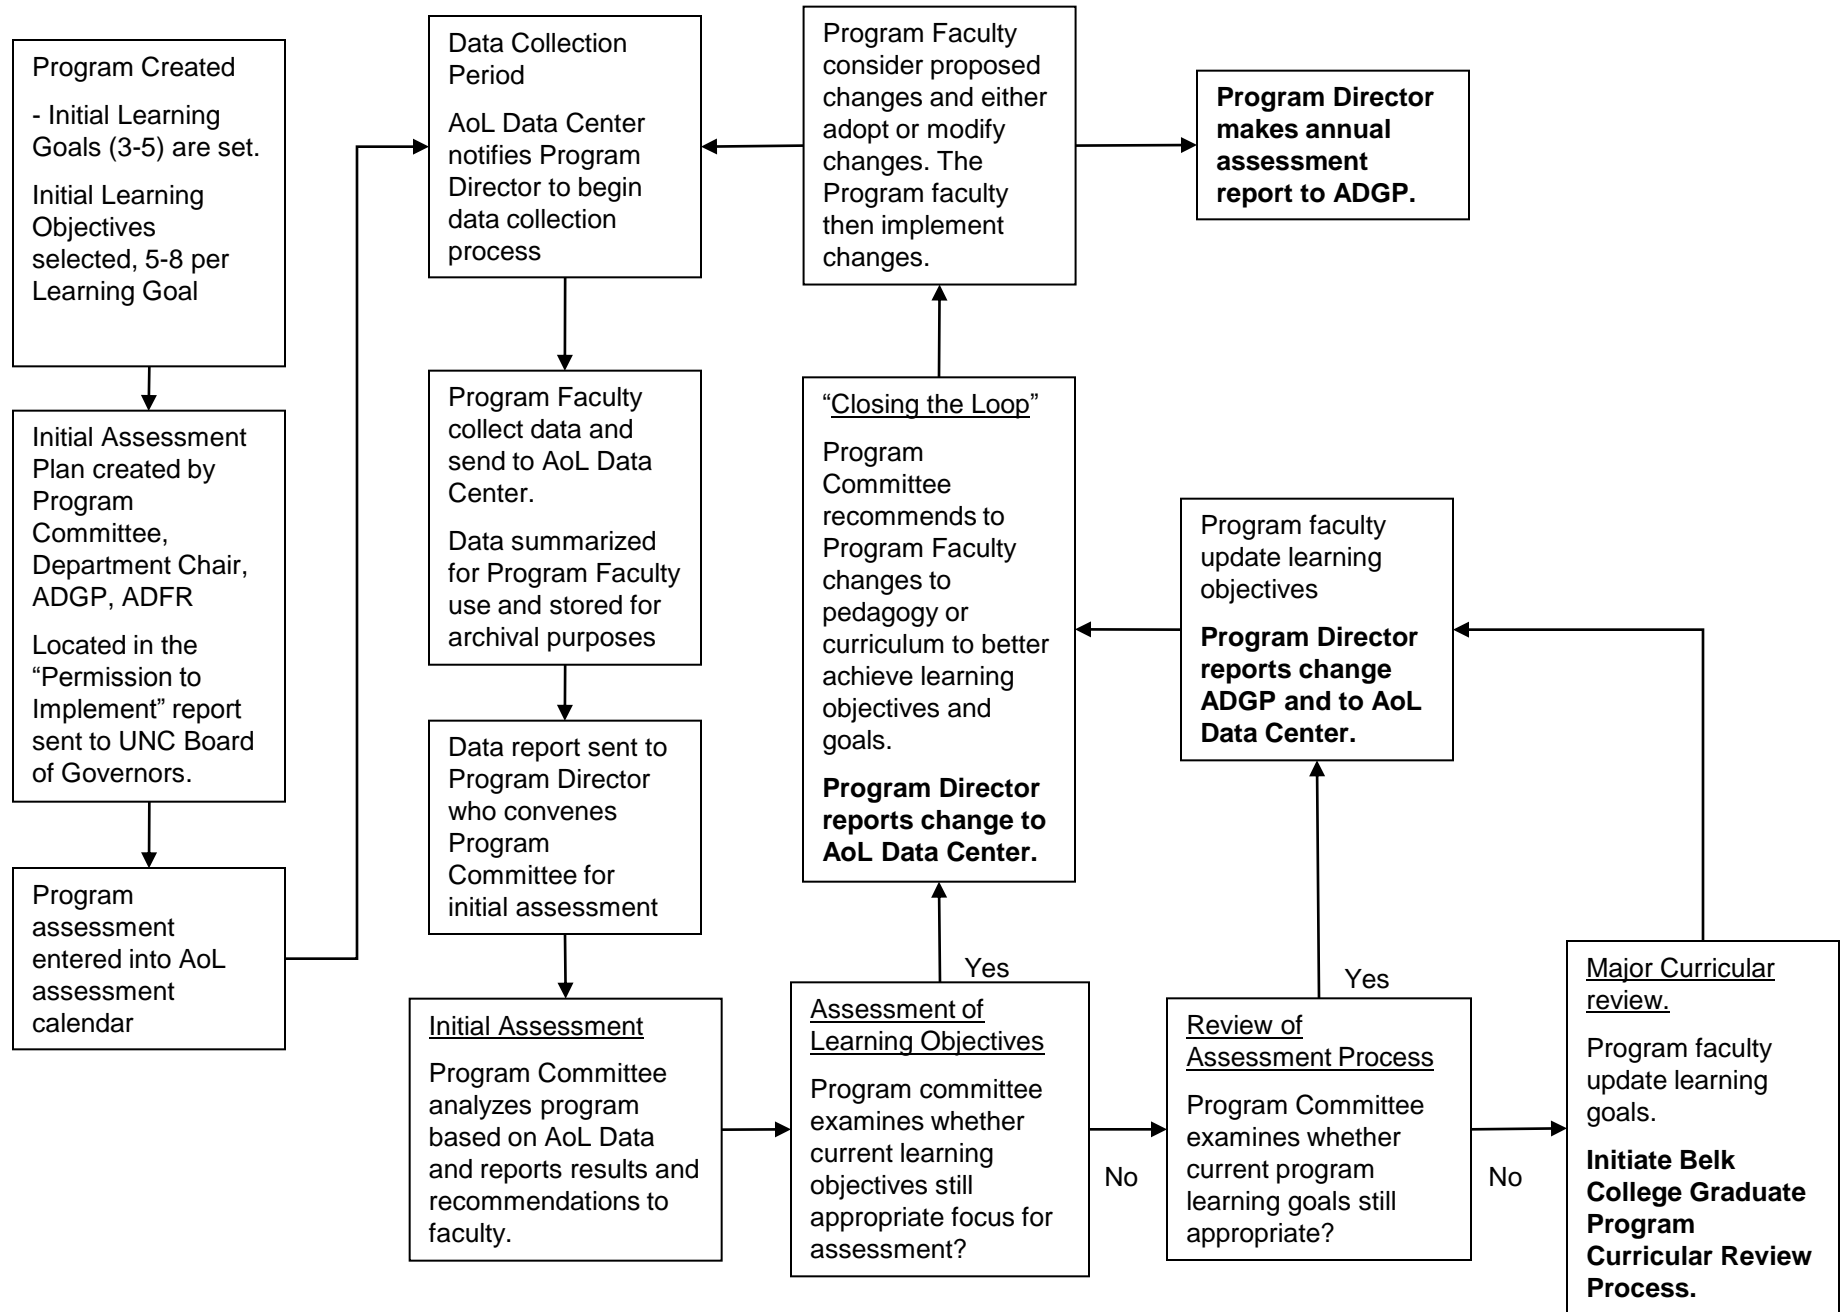 Program Created
- Initial Learning
Goals (3-5) are set.
Initial Learning
Objectives
selected, 5-8 per
Learning Goal
Initial Assessment
Plan created by
Program
Committee,
Department Chair,
ADGP, ADFR
Located in the
“Permission to
Implement” report
sent to UNC Board
of Governors.
Program
assessment
entered into AoL
assessment
calendar
Data Collection
Period
AoL Data Center
notifies Program
Director to begin
data collection
process
Program Faculty
collect data and
send to AoL Data
Center.
Data summarized
for Program Faculty
use and stored for
archival purposes
Data report sent to
Program Director
who convenes
Program
Committee for
initial assessment
Initial Assessment
Program Committee
analyzes program
based on AoL Data
and reports results and
recommendations to
faculty.
Assessment of
Learning Objectives
Program committee
examines whether
current learning
objectives still
appropriate focus for
assessment?
Yes
No
Review of
Assessment Process
Program Committee
examines whether
current program
learning goals still
appropriate?
Yes
No
Major Curricular
review.
Program faculty
update learning
goals.
Initiate Belk
College Graduate
Program
Curricular Review
Process.
Program faculty
update learning
objectives
Program Director
reports change
ADGP and to AoL
Data Center.
“Closing the Loop”
Program
Committee
recommends to
Program Faculty
changes to
pedagogy or
curriculum to better
achieve learning
objectives and
goals.
Program Director
reports change to
AoL Data Center.
Program Faculty
consider proposed
changes and either
adopt or modify
changes. The
Program faculty
then implement
changes.
Program Director
makes annual
assessment
report to ADGP.